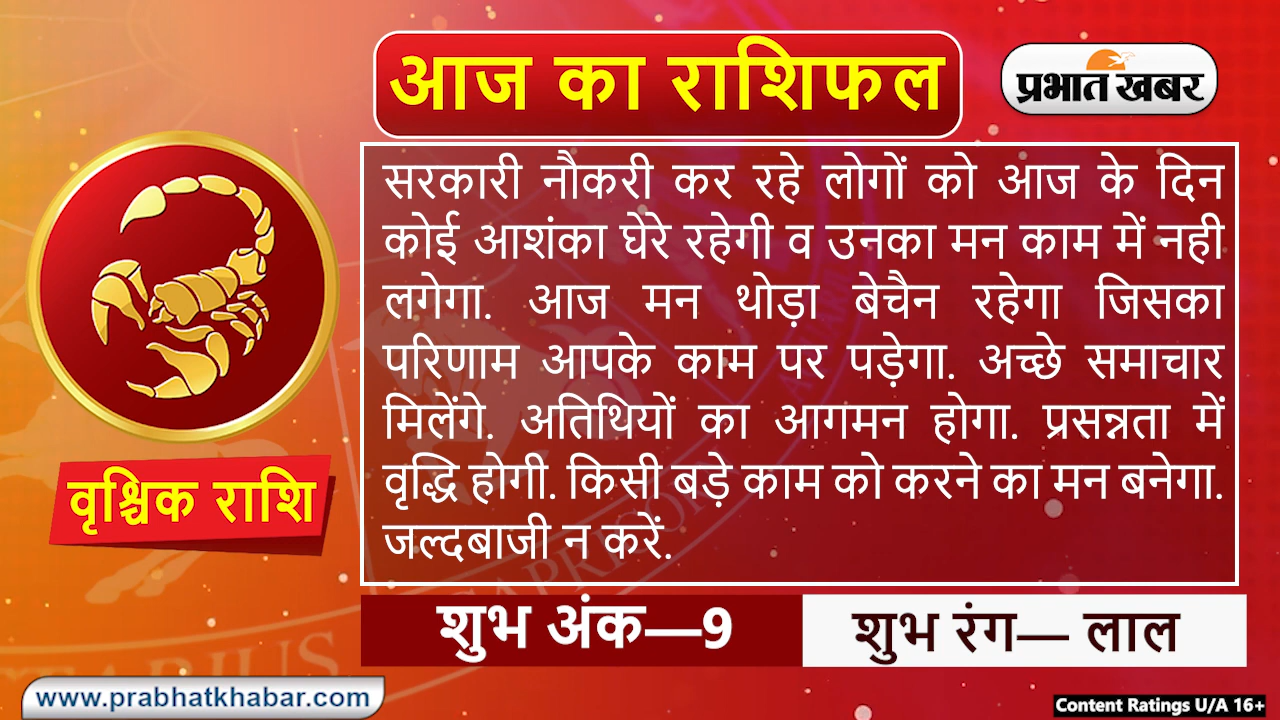 आज का राशिफल
प्रभात खबर
सरकारी नौकरी कर रहे लोगों को आज के दिन
कोई आशंका घेरे रहेगी व उनका मन काम में नही
लगेगा. आज मन थोड़ा बेचैन रहेगा जिसका
परिणाम आपके काम पर पड़ेगा. अच्छे समाचार
मिलेंगे. अतिथियों का आगमन होगा. प्रसन्नता में
वृद्धि होगी. किसी बड़े काम को करने का मन बनेगा.
जल्दबाजी न करें.
वृश्चिक राशि
शुभ अंक—9
शुभ रंग— लाल
www.prabhatkhabar.com
Content Ratings U/A 16+